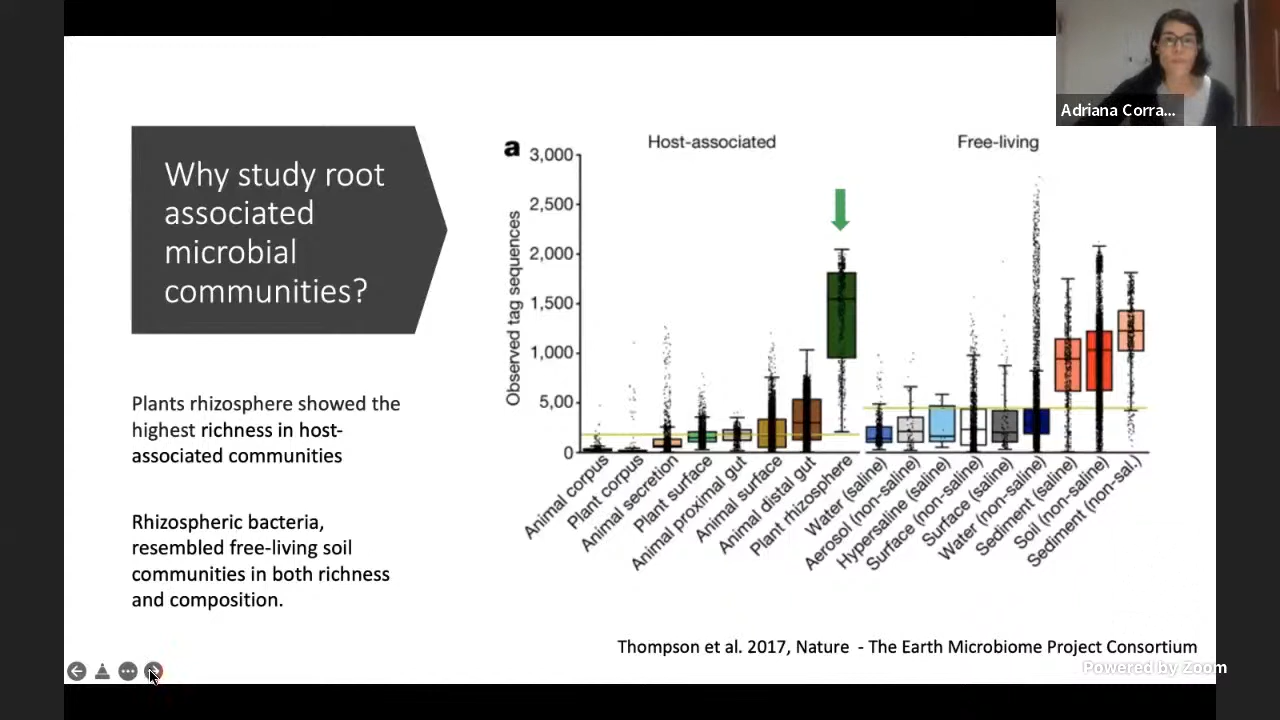 Adriana Corra...
Why study root
associated
microbial
communities?
Plants rhizosphere showed the
highest richness in host-
associated communities
Rhizospheric bacteria,
resembled free-living soil
communities in both richness
and composition.
a
Host-associated
Free-living
Observed tag sequences
3,000
2,500
2,000
1,500
1,000
5,00
0
Animal corpus
Plant corpus
Animal secretion
Plant surface
Animal proximal gut
Animal surface
Animal distal gut
Plant rhizosphere
Water (saline)
Aerosol (non-saline)
Hypersaline (saline)
Surface (non-saline)
Surface (saline)
Water (non-saline)
Sediment (saline)
Soil (non-saline)
Sediment (non-sal.)
Thompson et al. 2017, Nature - The Earth Microbiome Project Consortium
Powered by Zoom